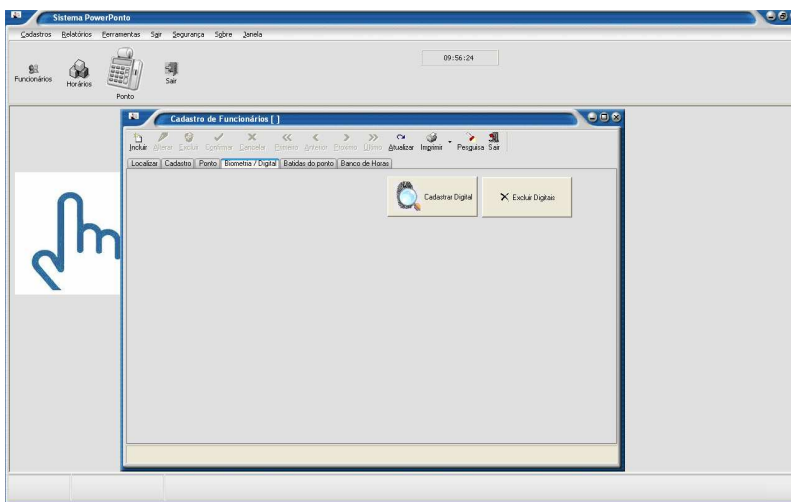 Sistema PowerPonto
Cadastros Relatórios Ferramentas Sair Segurança Sobre Janela
09:56:24
Funcionários Horários Ponto Sair
Cadastro de Funcionários [ ]
Incluir Alterar Excluir Confirmar Cancelar Primeiro Anterior Próximo Último Atualizar Imprimir Pesquisa Sair
Localizar Cadastro Ponto Biometria / Digital Batidas do ponto Banco de Horas
Cadastrar Digital Excluir Digitais